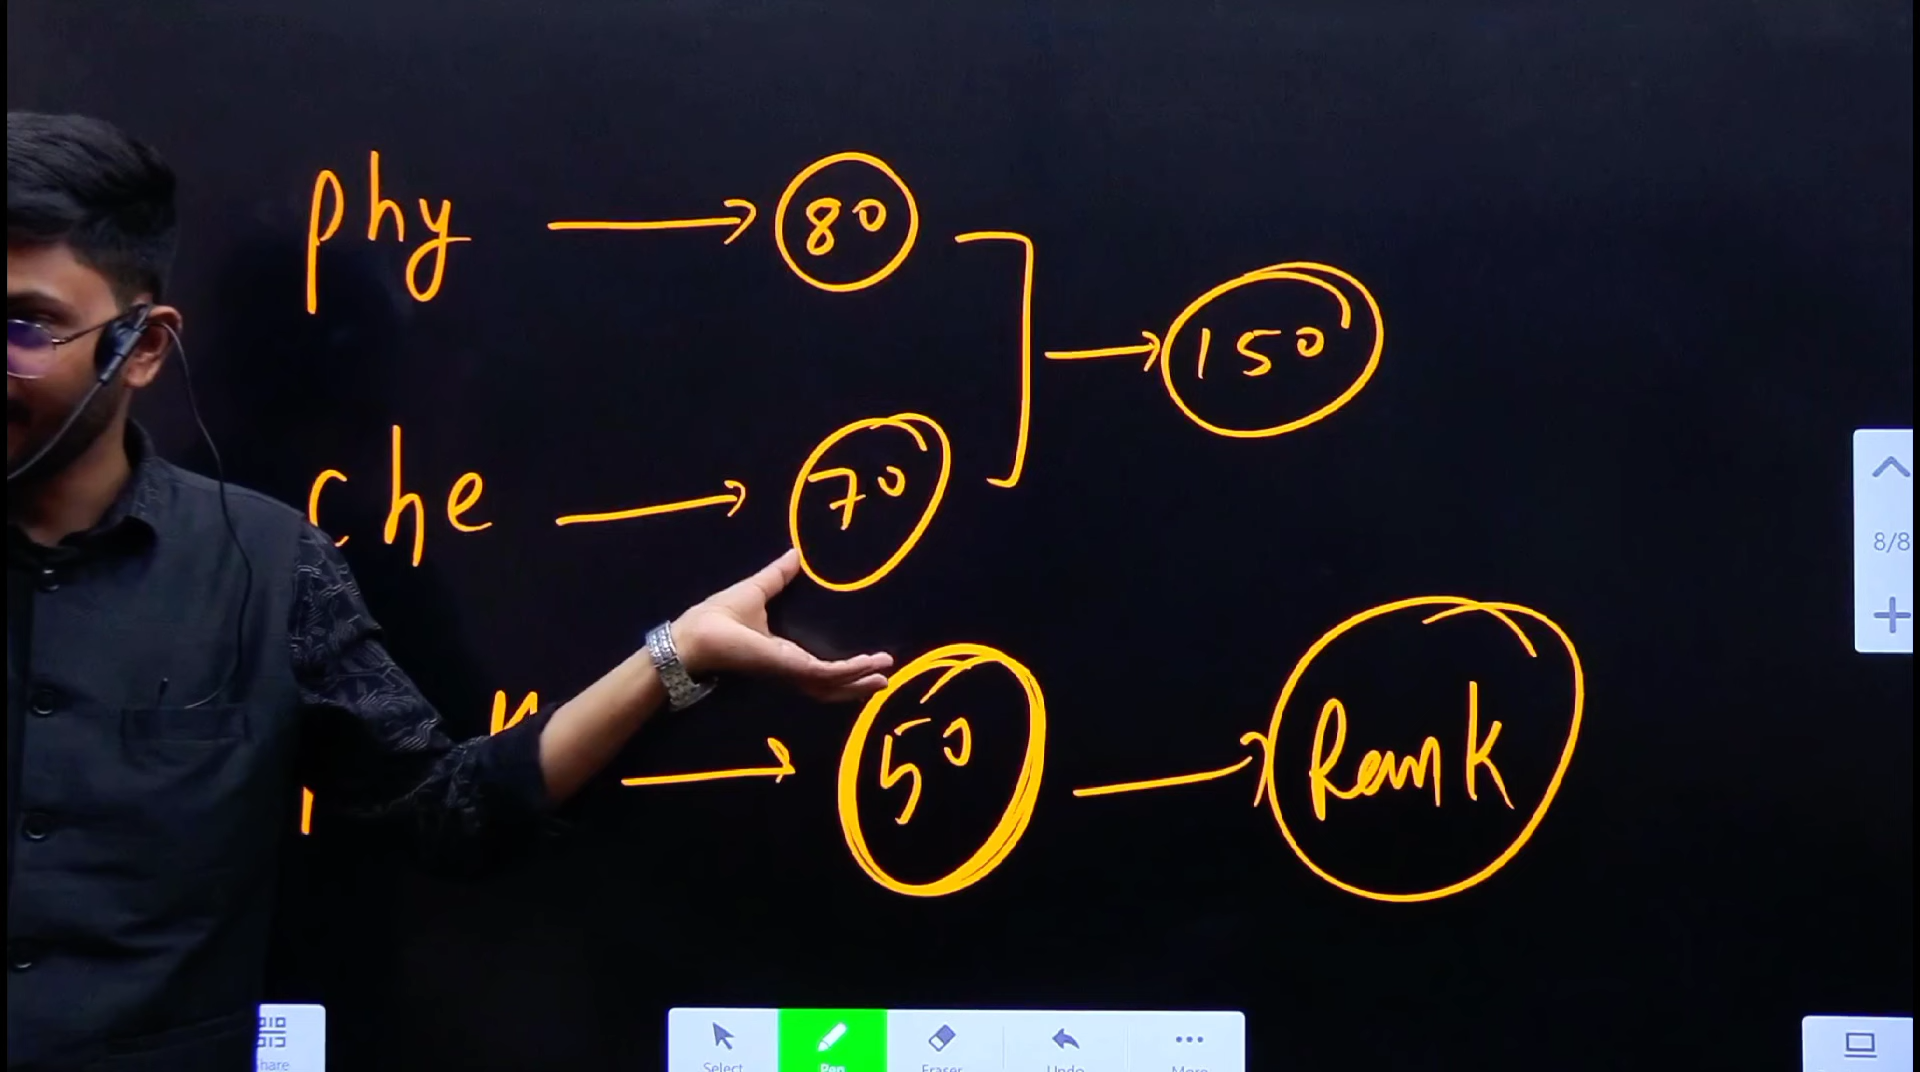 phy → 80
150
che → 70
50 → Rank
8/8
Select Pen Eraser Undo More